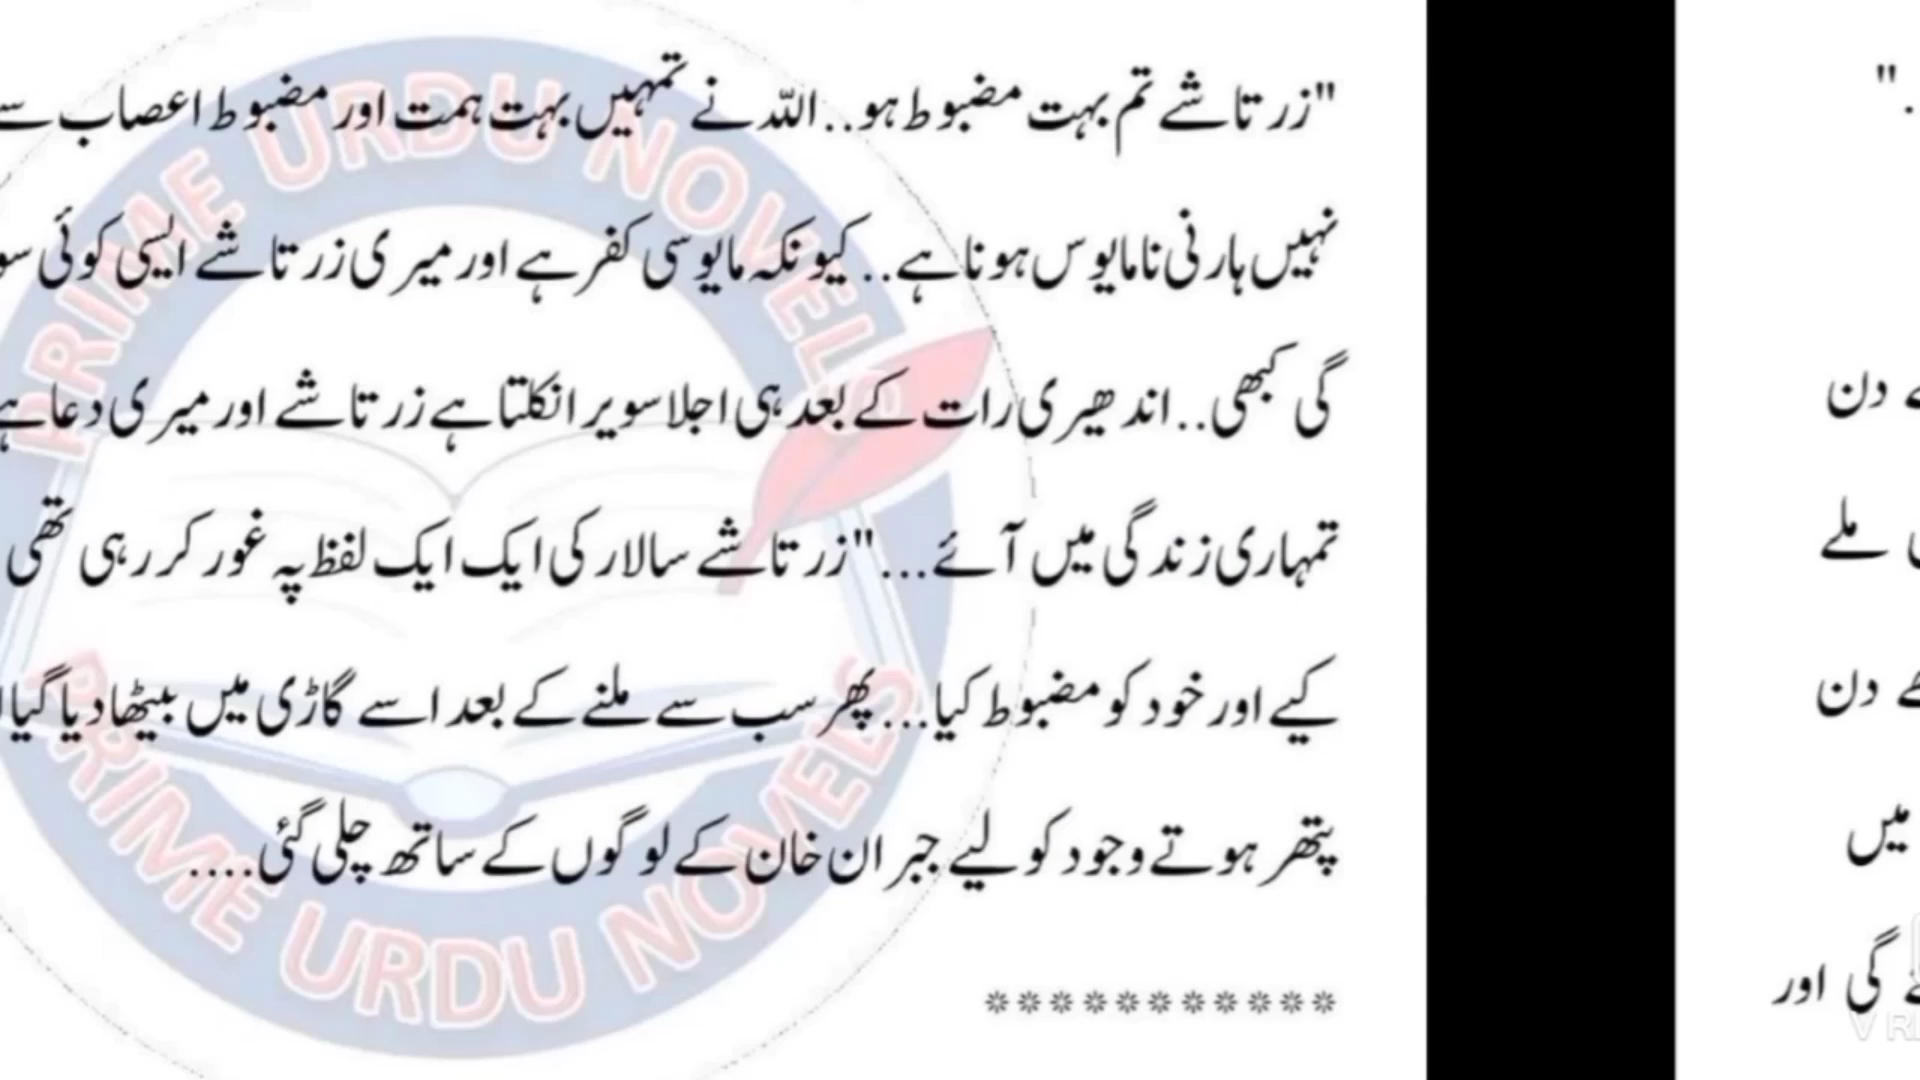 "زرتاشے تم بہت مضبوط ہو.. اللہ نے تمہیں بہت ہمت اور مضبوط اعصاب سے
نہیں ہارنی نا مایوس ہونا ہے.. کیونکہ مایوسی کفر ہے اور میری زرتاشے ایسی کوئی
گی کبھی.. اندھیری رات کے بعد ہی اجلا سویرا نکلتا ہے زرتاشے اور میری دعا ہے
تمہاری زندگی میں آئے..." زرتاشے سالار کی ایک ایک لفظ پہ غور کر رہی تھی
کیے اور خود کو مضبوط کیا... پھر سب سے ملنے کے بعد اسے گاڑی میں بیٹھا دیا گیا
پتھر ہوتے وجود کو لیے جبران خان کے لوگوں کے ساتھ چلی گئی....
***********
PRIME URDU NOVELS
PRIME URDU NOVELS
."
دن
ملے
دن
میں
گی اور